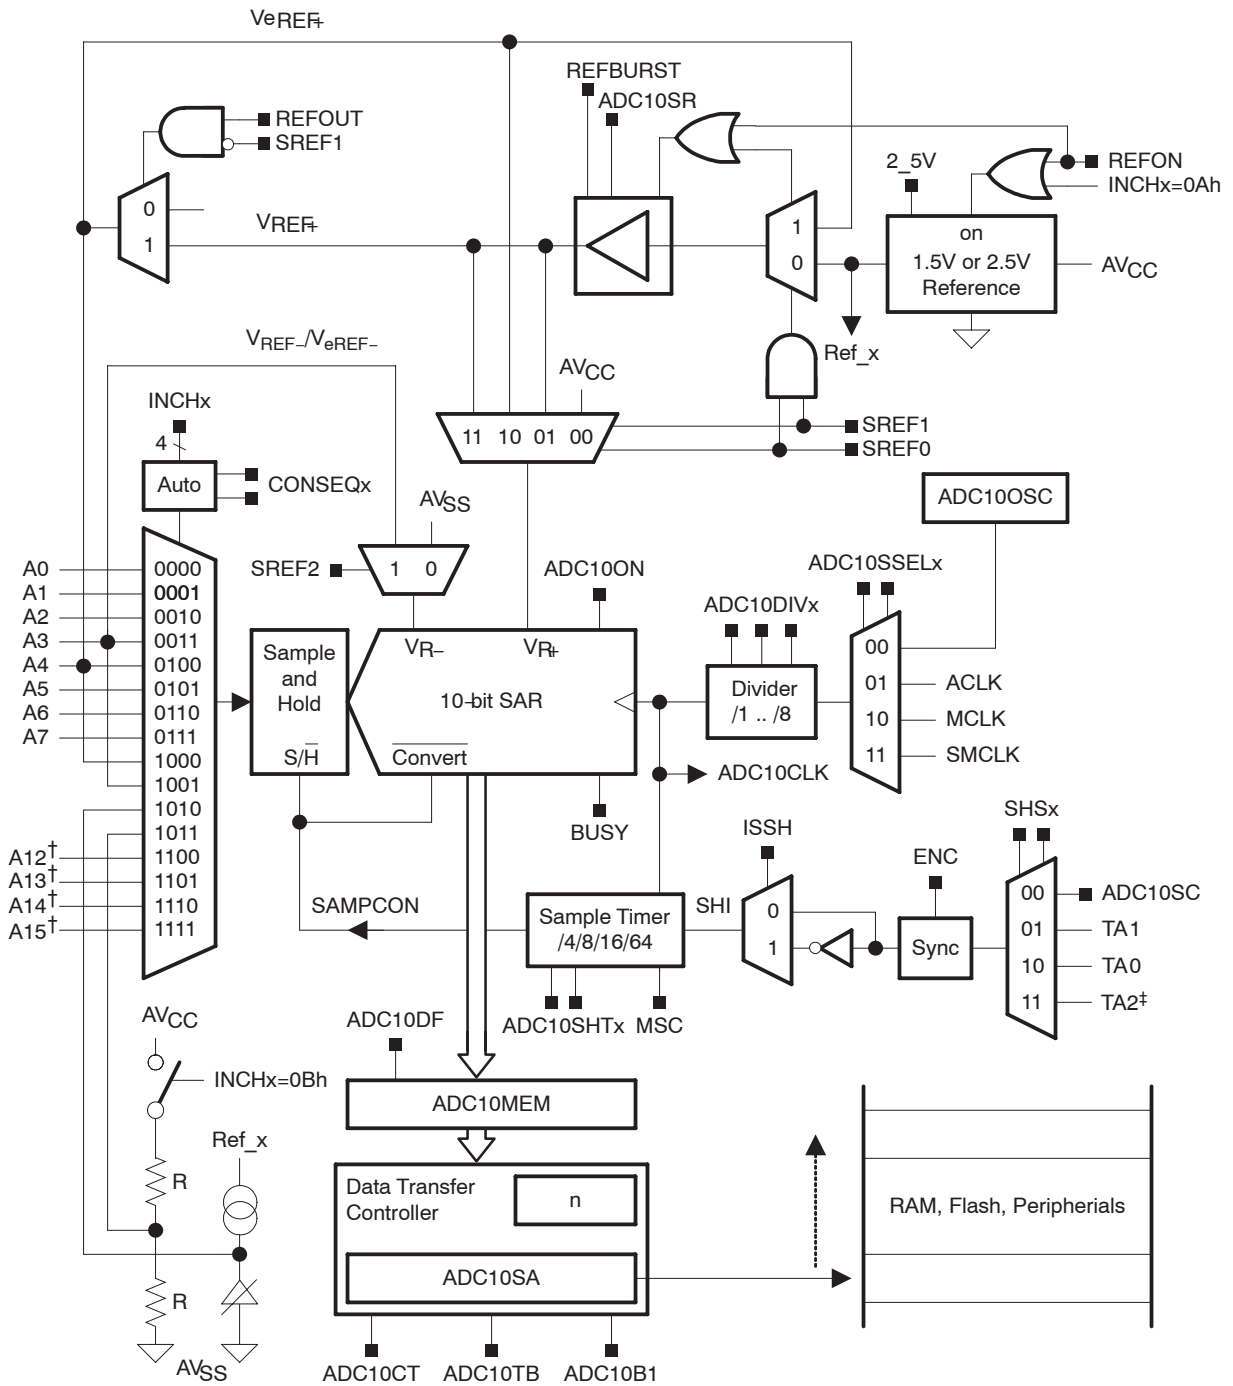 VeREF+
REFBURST
ADC10SR
REFOUT
SREF1
2_5V
REFON
INCHx=0Ah
0
1
VREF+
1
0
on
1.5V or 2.5V
Reference
AVCC
Ref_x
VREF−/VeREF−
AVCC
INCHx
4
11 10 01 00
SREF1
SREF0
Auto
CONSEQx
AVSS
ADC10OSC
SREF2
1 0
ADC10ON
ADC10SSELx
ADC10DIVx
A0 0000
A1 0001
A2 0010
A3 0011
A4 0100
A5 0101
A6 0110
A7 0111
1000
1001
1010
1011
A12† 1100
A13† 1101
A14† 1110
A15† 1111
Sample
and
Hold
S/H
VR−
VR+
10−bit SAR
Convert
Divider
/1 .. /8
00
01 ACLK
10 MCLK
11 SMCLK
ADC10CLK
BUSY
ISSH
SHSx
ENC
SAMPCON
Sample Timer
/4/8/16/64
SHI
0
1
Sync
00 ADC10SC
01 TA1
10 TA0
11 TA2‡
ADC10SHTx
MSC
AVCC
INCHx=0Bh
ADC10DF
ADC10MEM
Ref_x
R
R
AVSS
Data Transfer
Controller
n
ADC10SA
RAM, Flash, Peripherials
ADC10CT
ADC10TB
ADC10B1